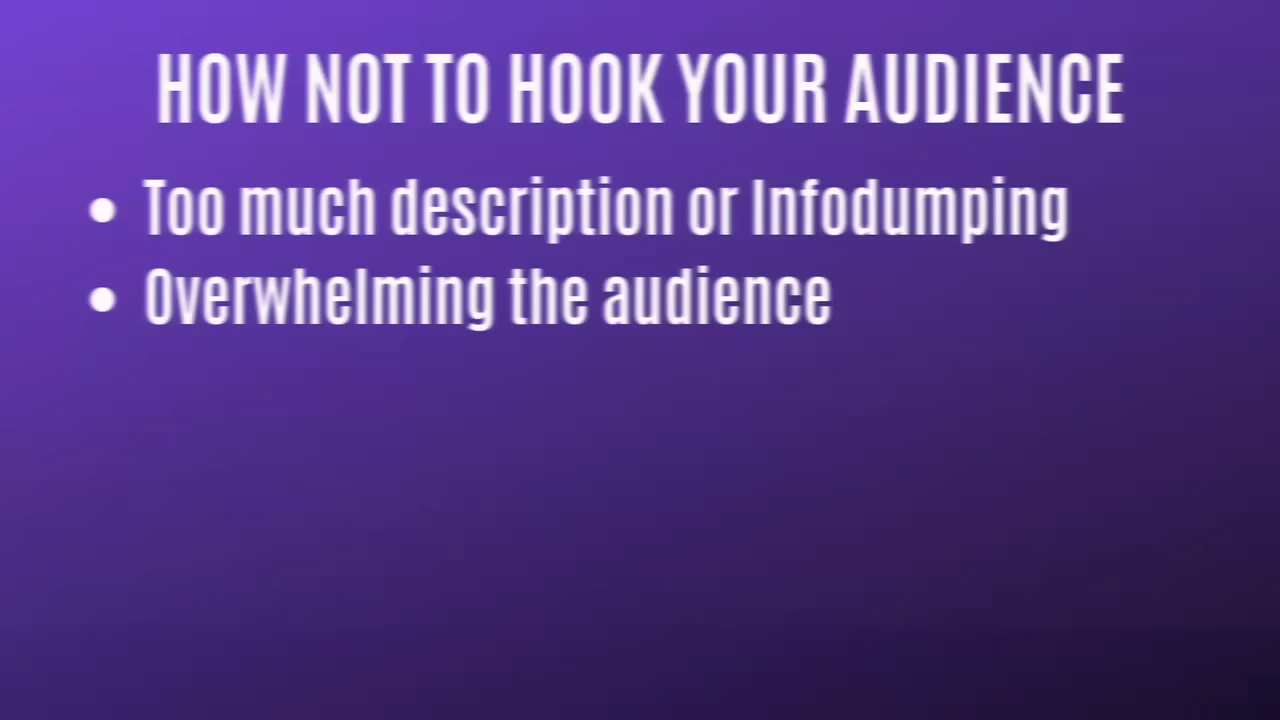 HOW NOT TO HOOK YOUR AUDIENCE
• Too much description or Infodumping
• Overwhelming the audience